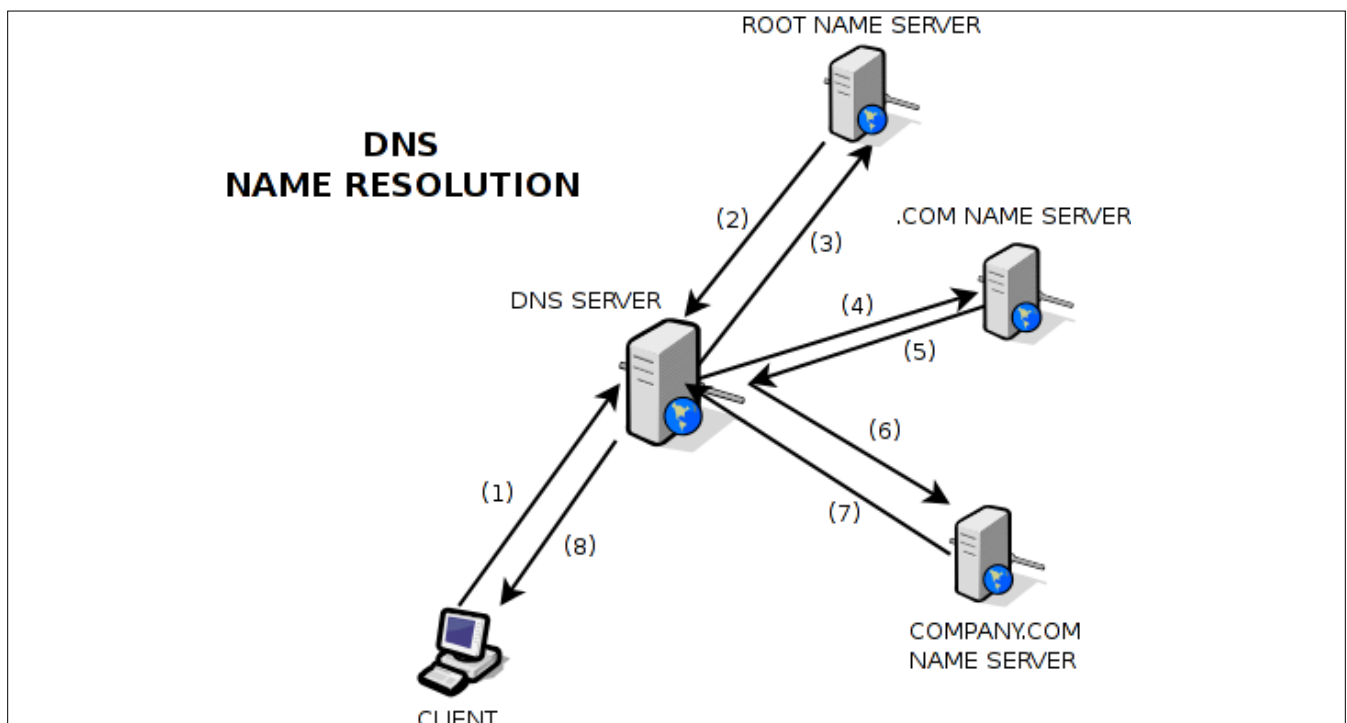 ROOT NAME SERVER
DNS
NAME RESOLUTION
(2)
(3)
.COM NAME SERVER
DNS SERVER
(4)
(5)
(6)
(1)
(7)
(8)
COMPANY.COM
NAME SERVER
CLIENT